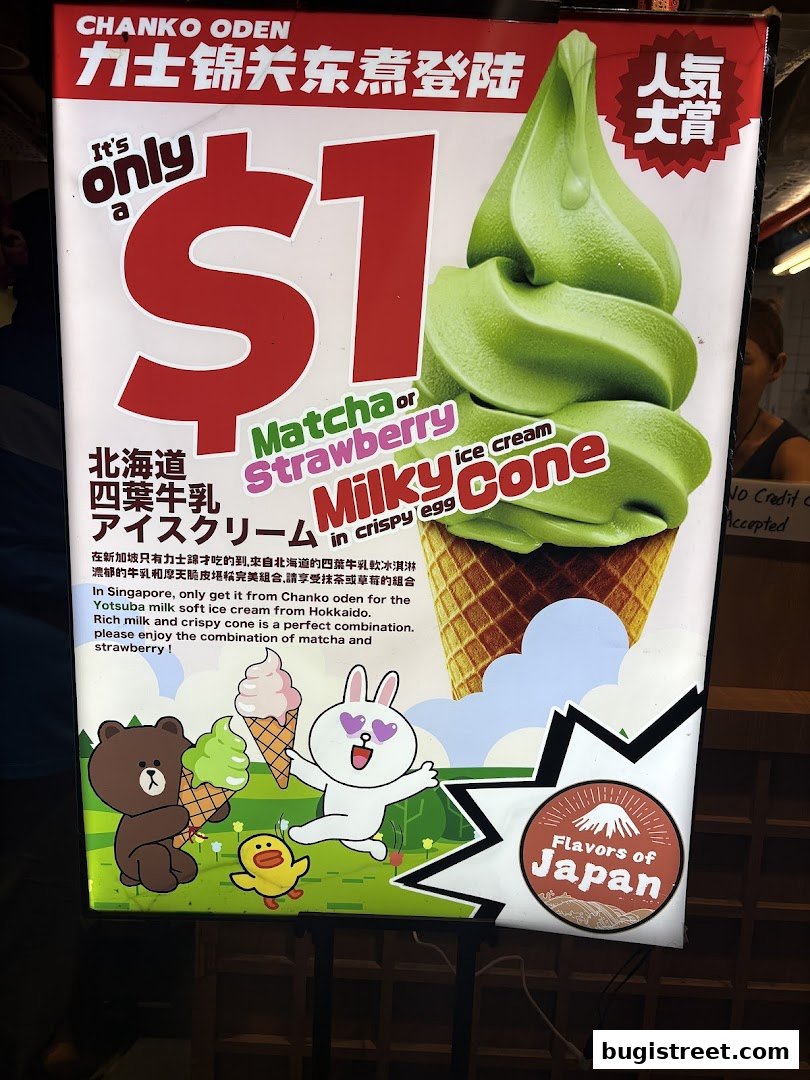 CHANKO ODEN
力士锦关东煮登陆
人気
大賞
It's
only
a
$1
Matcha or
Strawberry
Milky ice cream Cone
in crispy egg
北海道
四葉牛乳
アイスクリーム
在新加坡只有力士錦才吃的到,來自北海道的四葉牛乳軟冰淇淋
濃郁的牛乳和摩天脆皮堪稱完美組合,請享受抹茶或草莓的組合
In Singapore, only get it from Chanko oden for the
Yotsuba milk soft ice cream from Hokkaido.
Rich milk and crispy cone is a perfect combination.
please enjoy the combination of matcha and
strawberry !
Flavors of
Japan
No Credit
Accepted
bugistreet.com